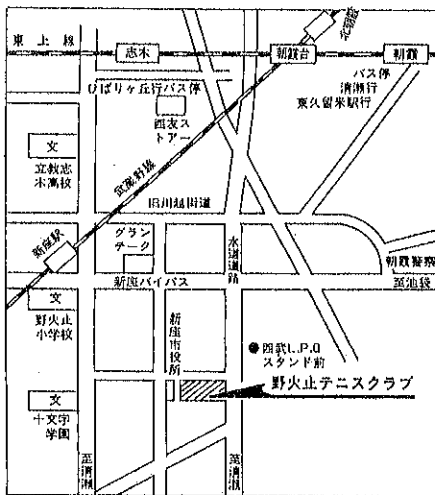 東上線
志木
朝霞台
朝霞
北朝霞
ひばりヶ丘行バス停
バス停
清瀬行
東久留米駅行
西友ス
トアー
文
立教志
木高校
武蔵野線
旧川越街道
新座駅
グラン
テーク
水道道路
朝霞警察
至池袋
新座バイパス
文
野火止
小学校
新座市役所
西武L.P.G
スタンド前
野火止テニスクラブ
文
十文字
学園
至清瀬
至清瀬